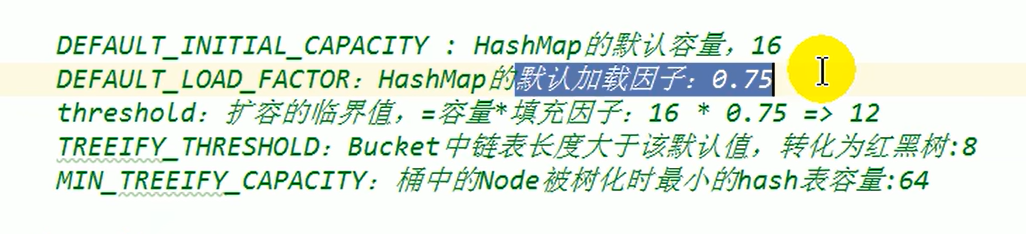 DEFAULT_INITIAL_CAPACITY : HashMap的默认容量，16
DEFAULT_LOAD_FACTOR：HashMap的默认加载因子：0.75
threshold：扩容的临界值，=容量*填充因子：16 * 0.75 => 12
TREEIFY_THRESHOLD：Bucket中链表长度大于该默认值，转化为红黑树:8
MIN_TREEIFY_CAPACITY：桶中的Node被树化时最小的hash表容量:64